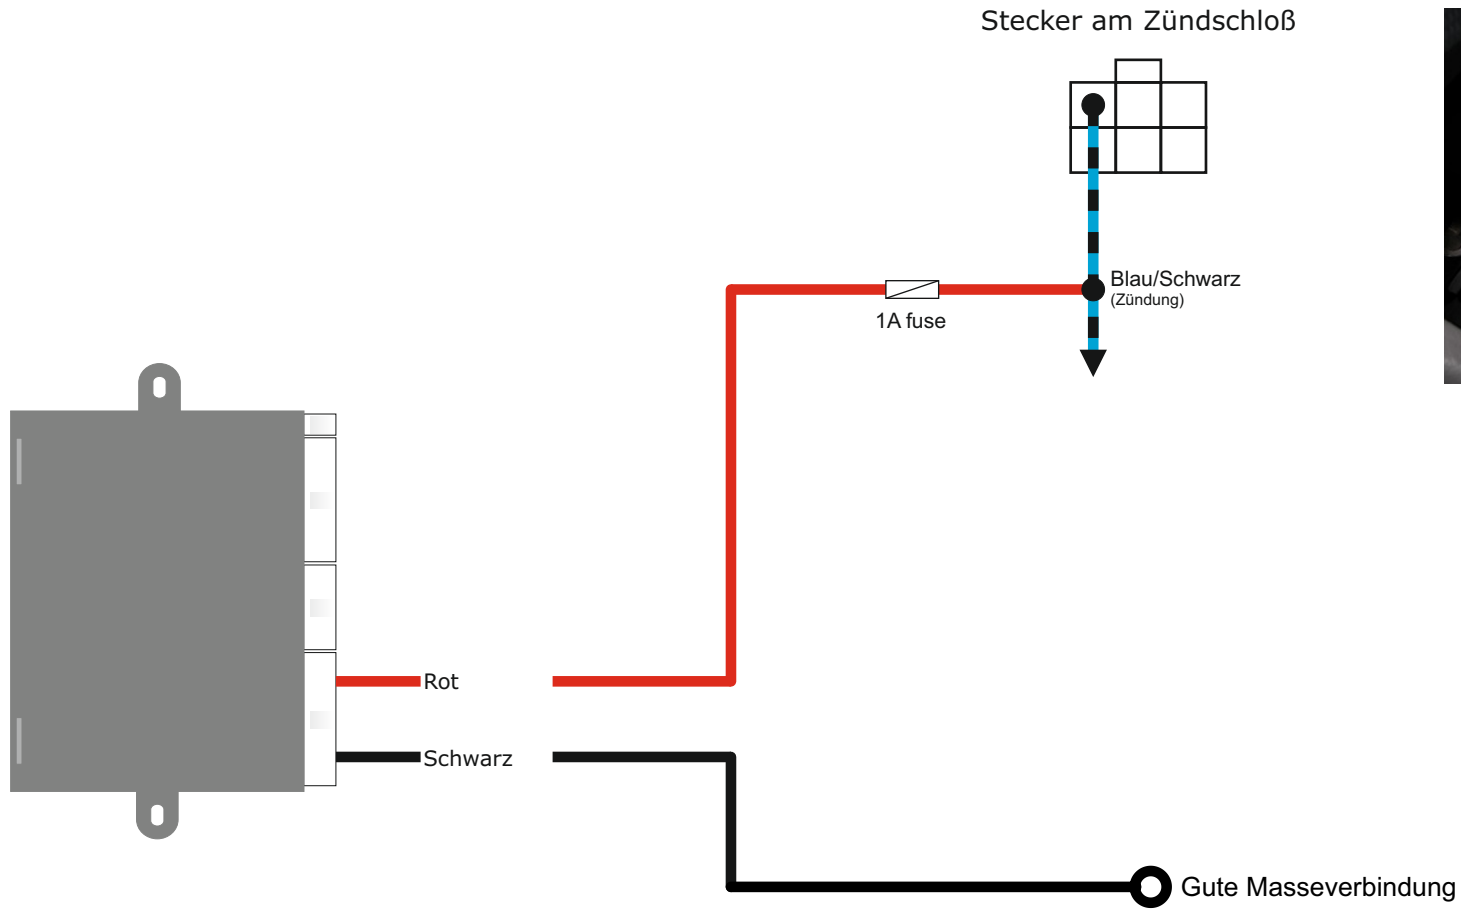 Stecker am Zündschloß
Blau/Schwarz
(Zündung)
1A fuse
Rot
Schwarz
Gute Masseverbindung